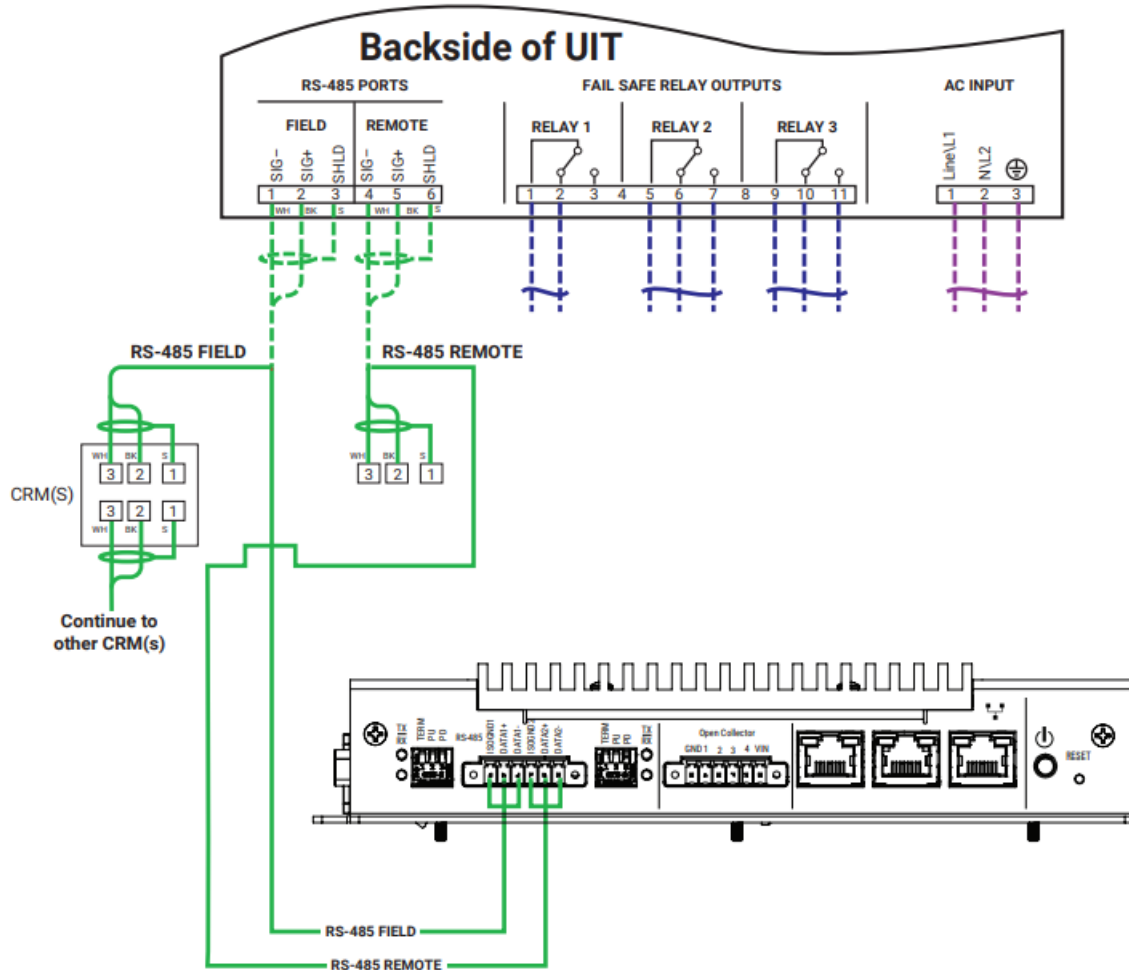 Backside of UIT
RS-485 PORTS
FAIL SAFE RELAY OUTPUTS
AC INPUT
FIELD
REMOTE
RELAY 1
RELAY 2
RELAY 3
SIG−
SIG+
SHLD
SIG−
SIG+
SHLD
Line\L1
N\L2
1 2 3 4 5 6
1 2 3 4 5 6 7 8 9 10 11
1 2 3
WH BK S WH BK S
RS-485 FIELD
RS-485 REMOTE
WH BK S
3 2 1
WH BK S
3 2 1
CRM(S)
3 2 1
WH BK S
Continue to
other CRM(s)
TERM
PU
PD
RS-485
ISOGND1
DATA1+
DATA1-
ISOGND2
DATA2+
DATA2-
TERM
PU
PD
Open Collector
GND 1 2 3 4 VIN
RESET
RS-485 FIELD
RS-485 REMOTE